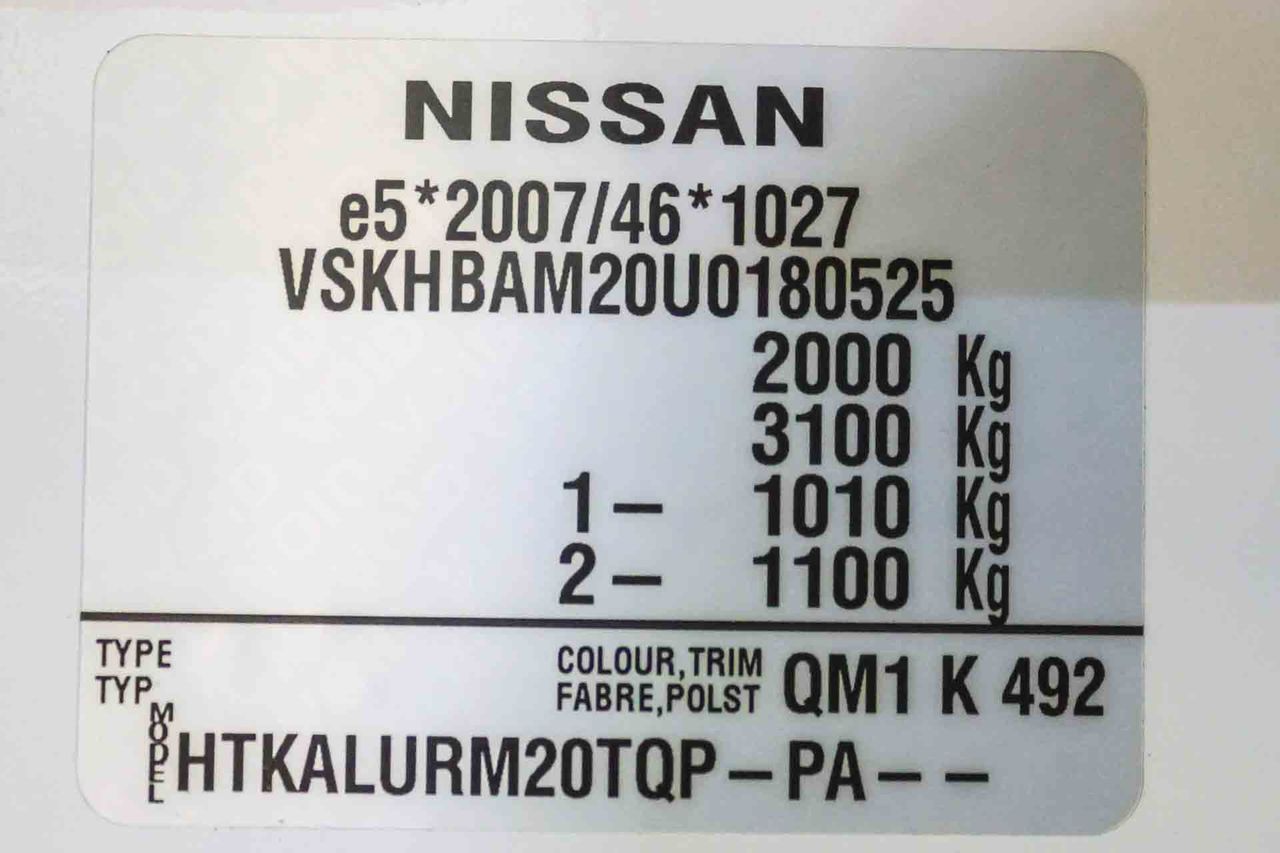 NISSAN
e5*2007/46*1027
VSKHBAM20U0180525
2000 Kg
3100 Kg
1- 1010 Kg
2- 1100 Kg
TYPE COLOUR,TRIM QM1 K 492
TYP FABRE,POLST
MODEL HTKALURM20TQP-PA--